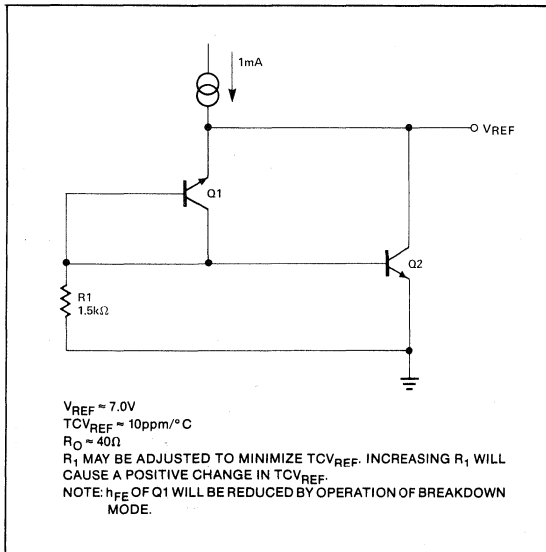 1mA
VREF
Q1
Q2
R1
1.5kΩ
VREF ≈ 7.0V
TCVREF ≈ 10ppm/°C
RO ≈ 40Ω
R1 MAY BE ADJUSTED TO MINIMIZE TCVREF. INCREASING R1 WILL
CAUSE A POSITIVE CHANGE IN TCVREF.
NOTE: hFE OF Q1 WILL BE REDUCED BY OPERATION OF BREAKDOWN
MODE.